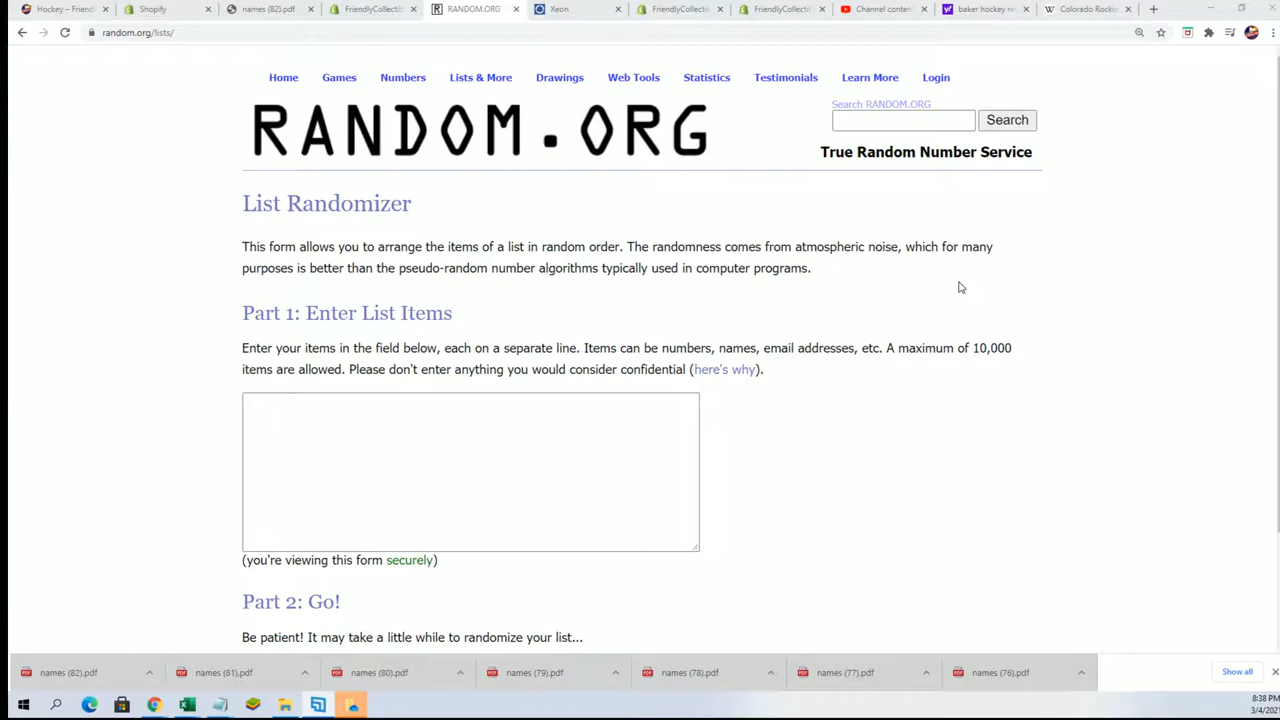 Hockey – Friendl
Shopify
names (82).pdf
FriendlyCollectib
RANDOM.ORG
Xeon
FriendlyCollectib
FriendlyCollectib
Channel content
baker hockey re
Colorado Rockie
random.org/lists/
Home
Games
Numbers
Lists & More
Drawings
Web Tools
Statistics
Testimonials
Learn More
Login
RANDOM.ORG
Search RANDOM.ORG
Search
True Random Number Service
List Randomizer
This form allows you to arrange the items of a list in random order. The randomness comes from atmospheric noise, which for many
purposes is better than the pseudo-random number algorithms typically used in computer programs.
Part 1: Enter List Items
Enter your items in the field below, each on a separate line. Items can be numbers, names, email addresses, etc. A maximum of 10,000
items are allowed. Please don't enter anything you would consider confidential (here's why).
(you're viewing this form securely)
Part 2: Go!
Be patient! It may take a little while to randomize your list...
names (82).pdf
names (81).pdf
names (80).pdf
names (79).pdf
names (78).pdf
names (77).pdf
names (76).pdf
Show all
8:38 PM
3/4/2021